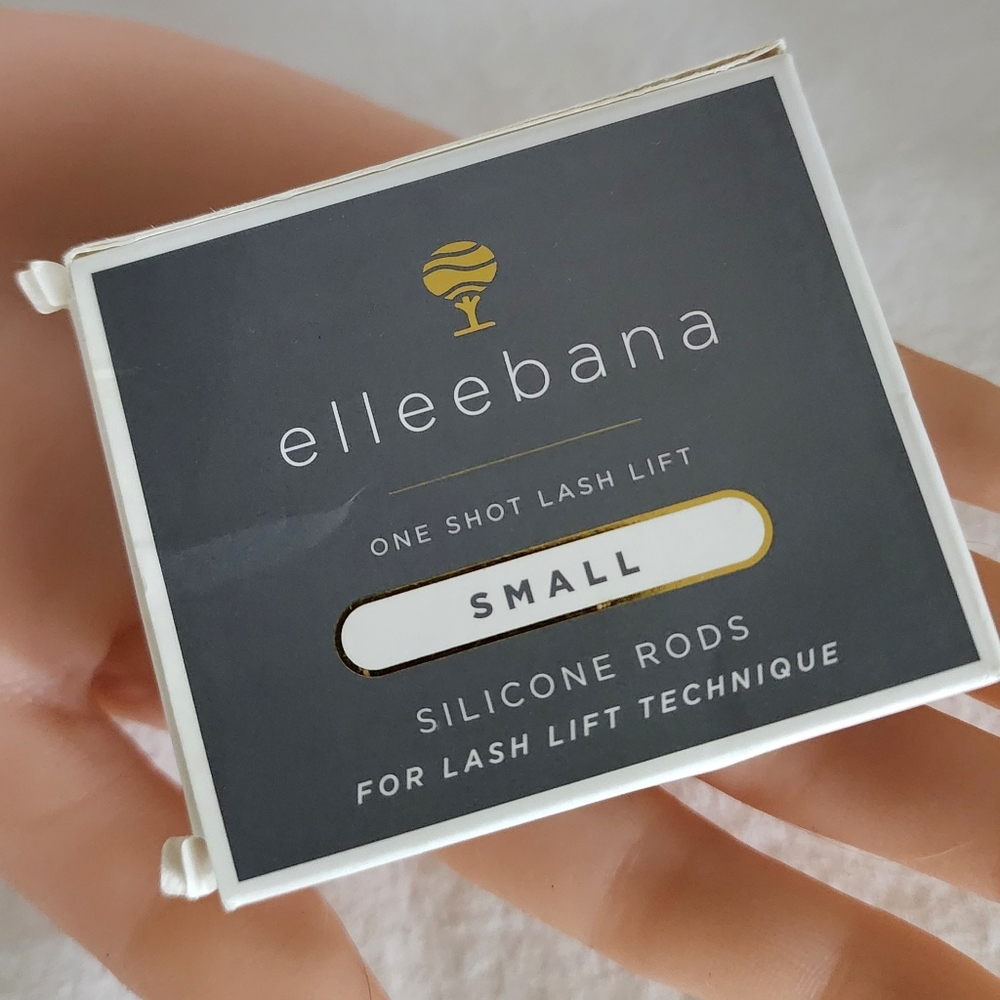 elleebana
ONE SHOT LASH LIFT
SMALL
SILICONE RODS
FOR LASH LIFT TECHNIQUE